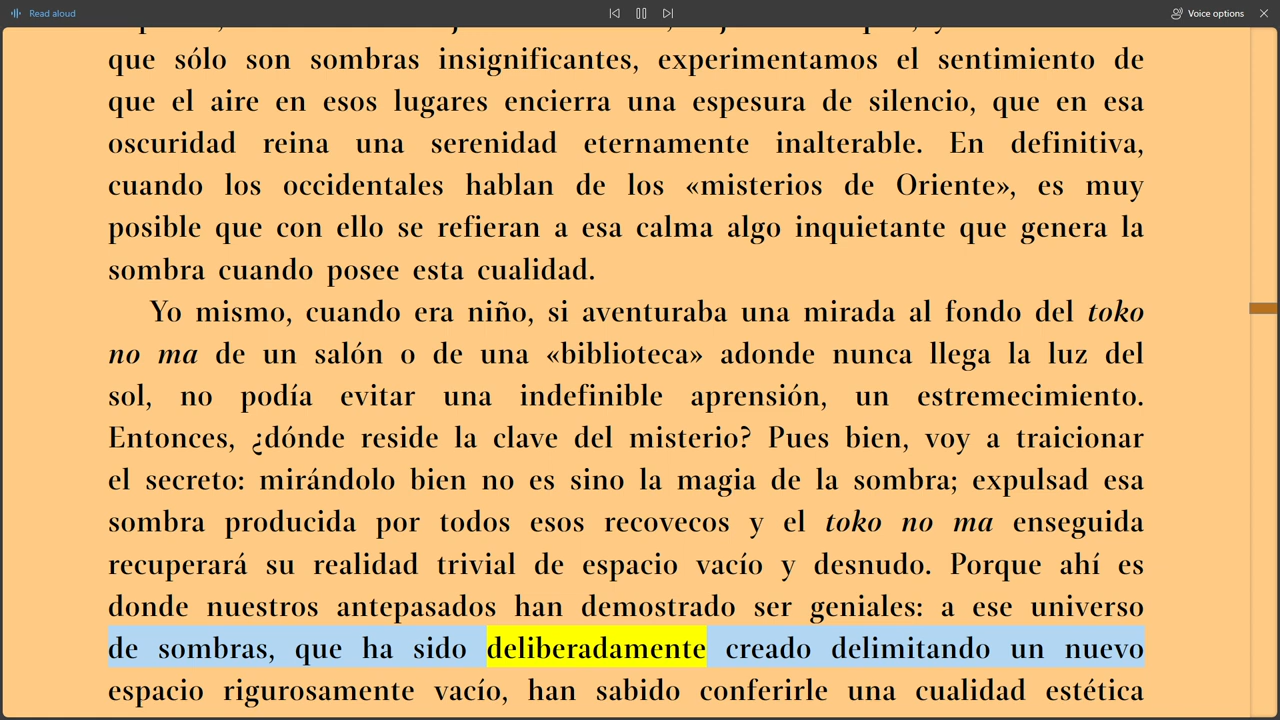 Read aloud
Voice options
que sólo son sombras insignificantes, experimentamos el sentimiento de
que el aire en esos lugares encierra una espesura de silencio, que en esa
oscuridad reina una serenidad eternamente inalterable. En definitiva,
cuando los occidentales hablan de los «misterios de Oriente», es muy
posible que con ello se refieran a esa calma algo inquietante que genera la
sombra cuando posee esta cualidad.
Yo mismo, cuando era niño, si aventuraba una mirada al fondo del toko
no ma de un salón o de una «biblioteca» adonde nunca llega la luz del
sol, no podía evitar una indefinible aprensión, un estremecimiento.
Entonces, ¿dónde reside la clave del misterio? Pues bien, voy a traicionar
el secreto: mirándolo bien no es sino la magia de la sombra; expulsad esa
sombra producida por todos esos recovecos y el toko no ma enseguida
recuperará su realidad trivial de espacio vacío y desnudo. Porque ahí es
donde nuestros antepasados han demostrado ser geniales: a ese universo
de sombras, que ha sido deliberadamente creado delimitando un nuevo
espacio rigurosamente vacío, han sabido conferirle una cualidad estética